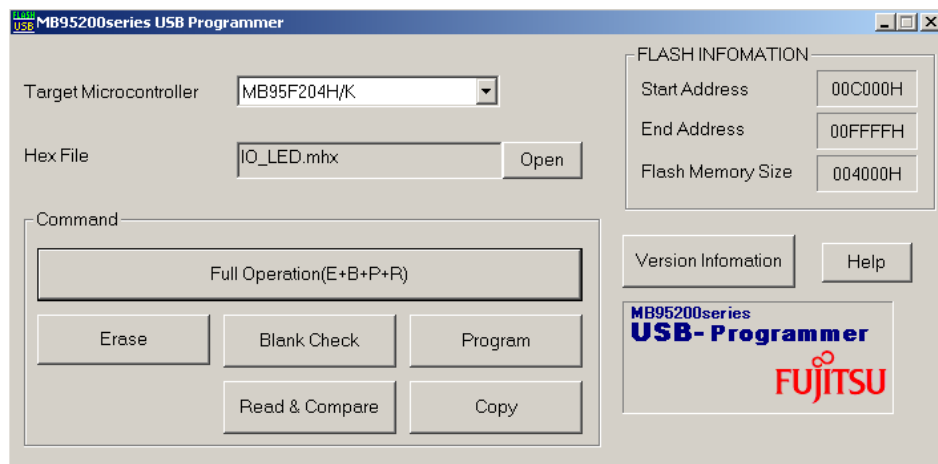 FLASH
USB
MB95200series USB Programmer
Target Microcontroller
MB95F204H/K
Hex File
IO_LED.mhx
Open
Command
Full Operation(E+B+P+R)
Erase
Blank Check
Program
Read & Compare
Copy
FLASH INFOMATION
Start Address
00C000H
End Address
00FFFFH
Flash Memory Size
004000H
Version Infomation
Help
MB95200series
USB-Programmer
FUJITSU